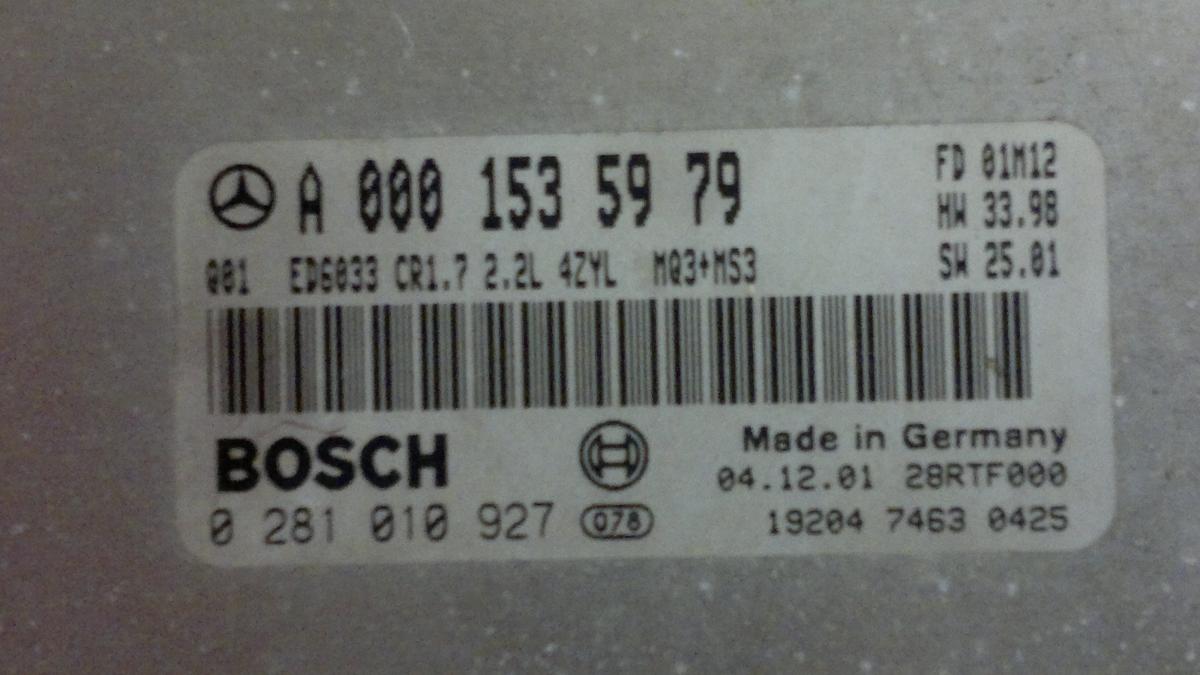 A 000 153 59 79
FD 01M12
HW 33.98
SW 25.01
Q01 ED6033 CR1.7 2.2L 4ZYL MQ3+MS3
BOSCH
Made in Germany
04.12.01 28RTF000
0 281 010 927 078
19204 7463 0425